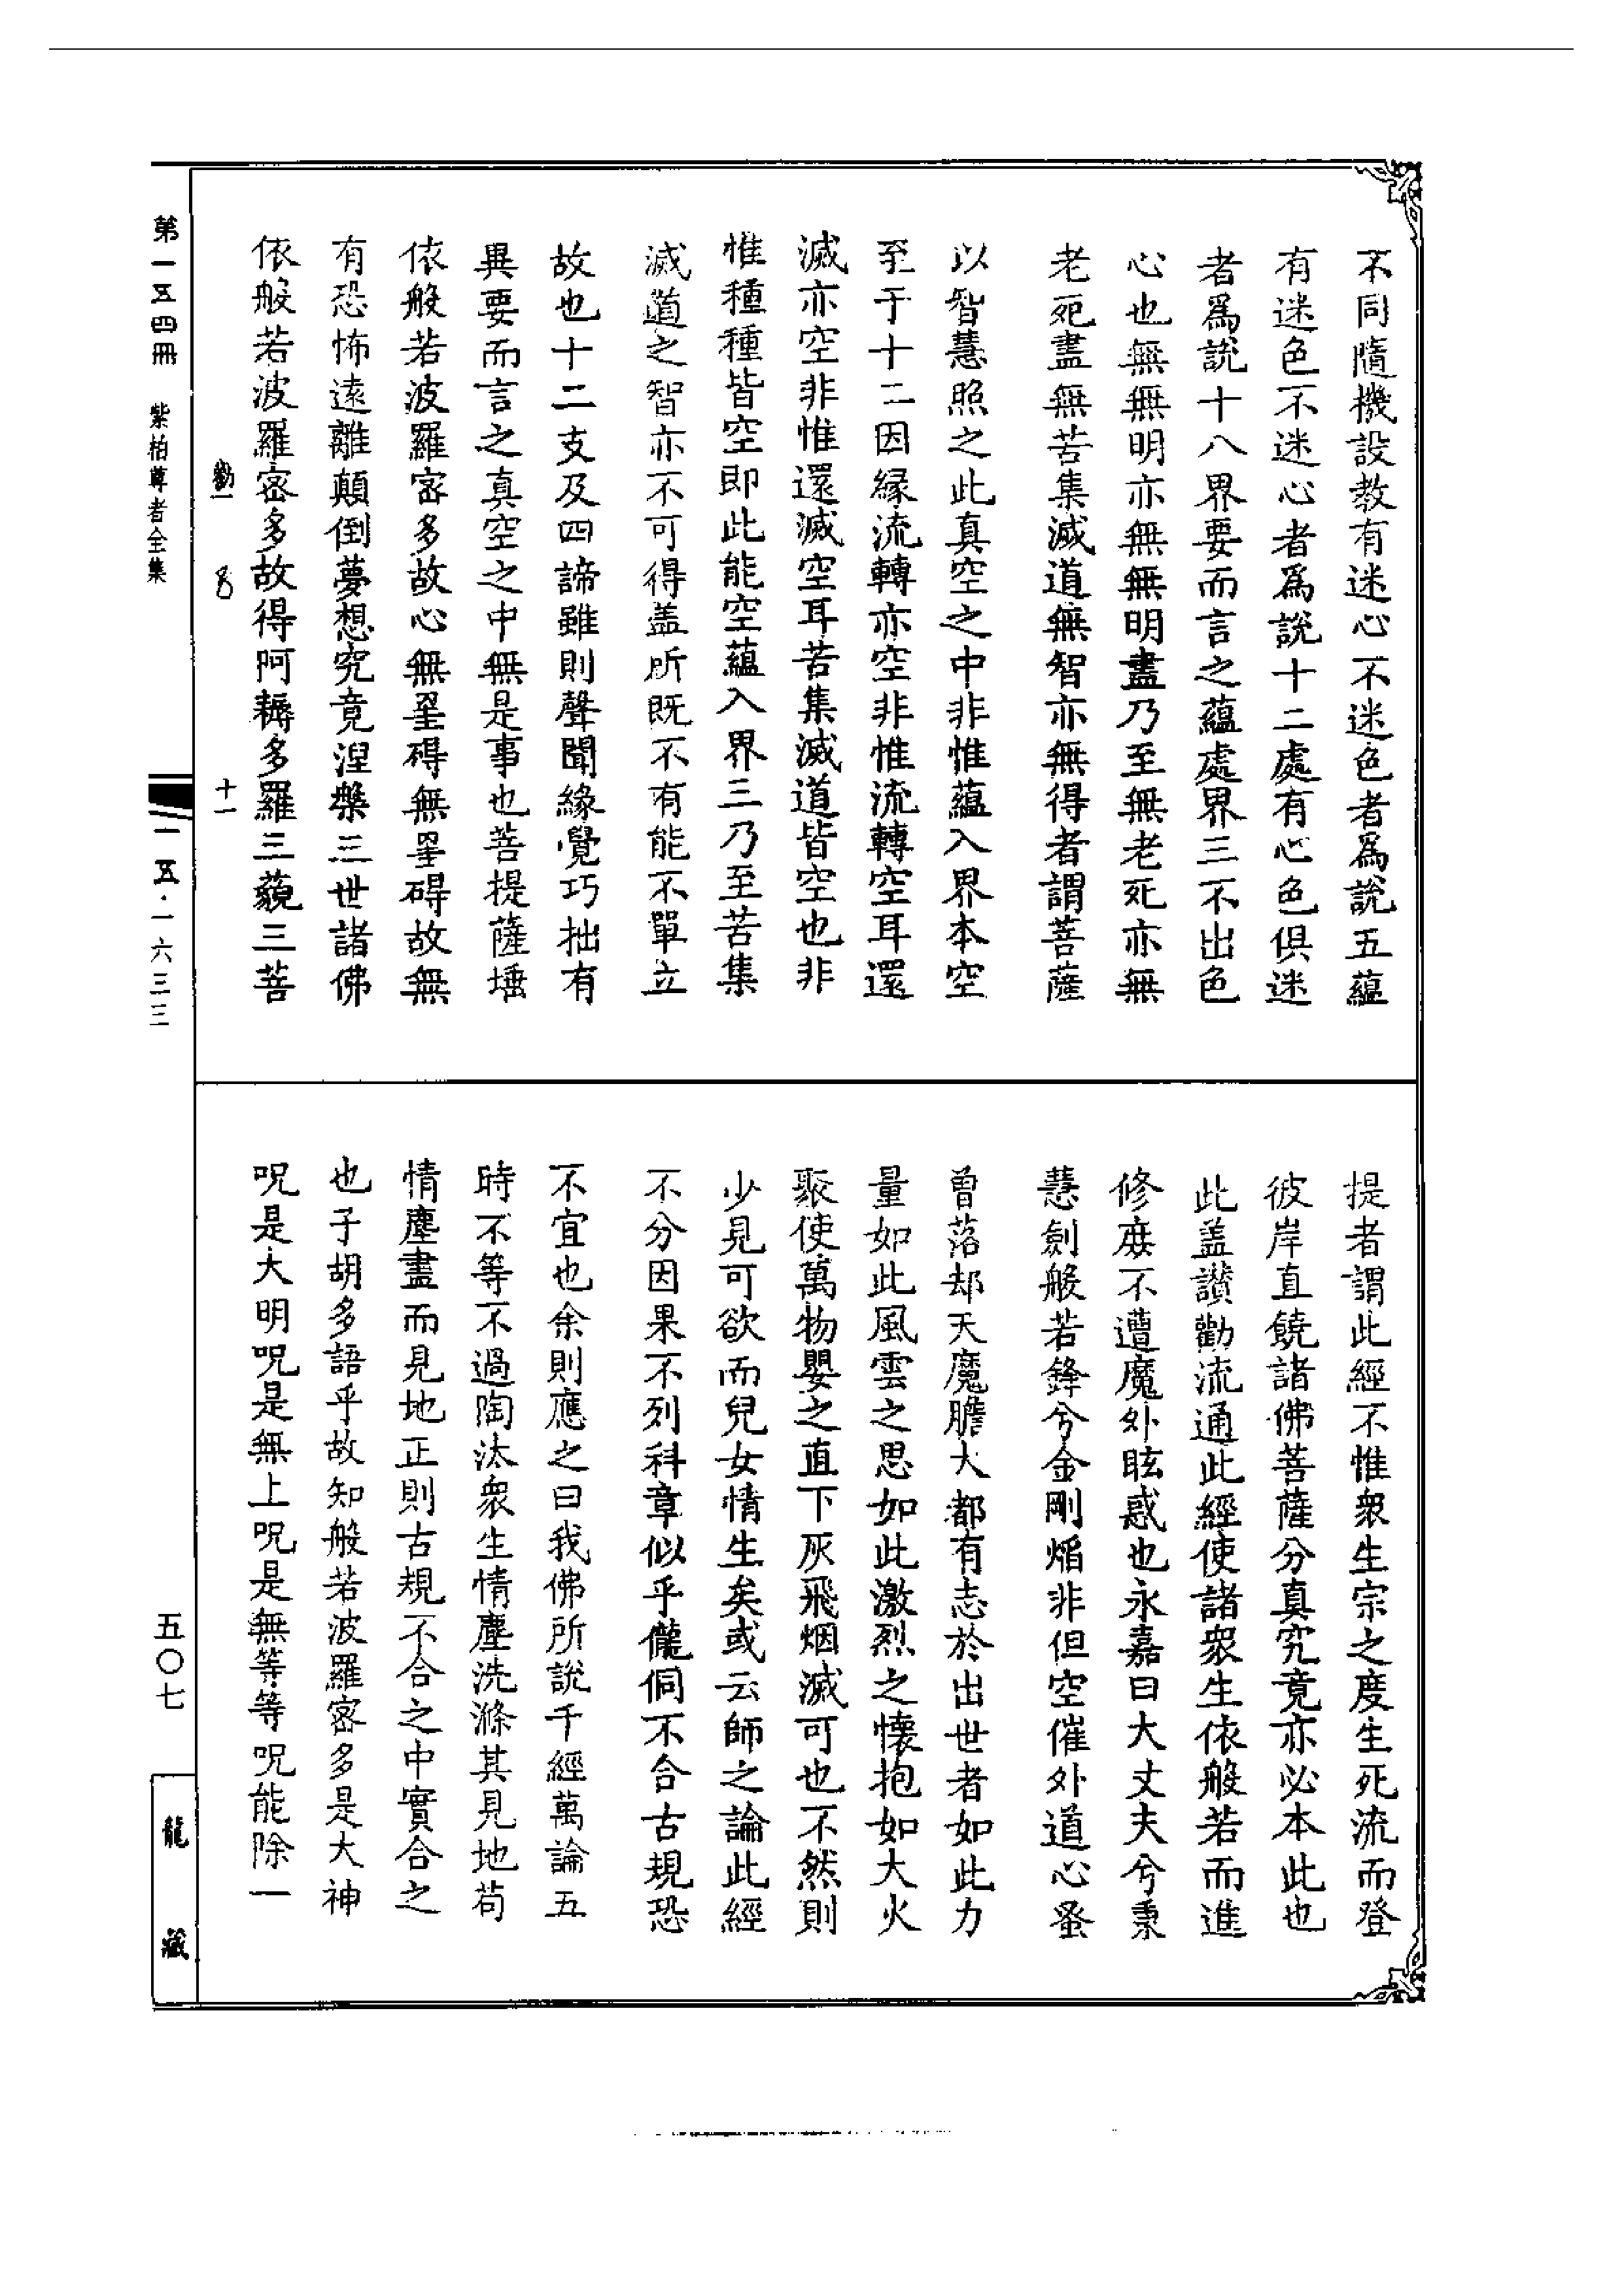 不同隨機設教有迷心不迷色者爲說五蘊
有迷色不迷心者爲說十二處有心色俱迷
者爲說十八界要而言之蘊處界三不出色
心也無無明亦無無明盡乃至無老死亦無
老死盡無苦集滅道無智亦無得者謂菩薩
以智慧照之此真空之中非惟蘊入界本空
至于十二因緣流轉亦空非惟流轉空耳還
滅亦空非惟還滅空耳苦集滅道皆空也非
惟種種皆空即此能空蘊入界三乃至苦集
滅道之智亦不可得盖所既不有能不單立
故也十二支及四諦雖則聲聞緣覺巧拙有
異要而言之真空之中無是事也菩提薩埵
依般若波羅密多故心無罣碍無罣碍故無
有恐怖遠離顛倒夢想究竟涅槃三世諸佛
依般若波羅密多故得阿耨多羅三藐三菩
提者謂此經不惟衆生宗之度生死流而登
彼岸直饒諸佛菩薩分真究竟亦必本此也
此盖讃勸流通此經使諸衆生依般若而進
修庶不遭魔外眩惑也永嘉曰大丈夫兮秉
慧劍般若鋒兮金剛焰非但空催外道心蚤
曾落却天魔膽大都有志於出世者如此力
量如此風雲之思如此激烈之懷抱如大火
聚使萬物嬰之直下灰飛烟滅可也不然則
少見可欲而兒女情生矣或云師之論此經
不分因果不列科章似乎儱侗不合古規恐
不宜也余則應之曰我佛所說千經萬論五
時不等不過陶汰衆生情塵洗滌其見地苟
情塵盡而見地正則古規不合之中實合之
也子胡多語乎故知般若波羅密多是大神
呪是大明呪是無上呪是無等等呪能除一
勸一
十一
第一五四冊　紫柏尊者全集
一五·一六三三
五〇七
龍藏